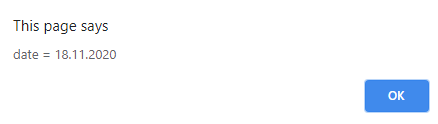 This page says
date = 18.11.2020
OK